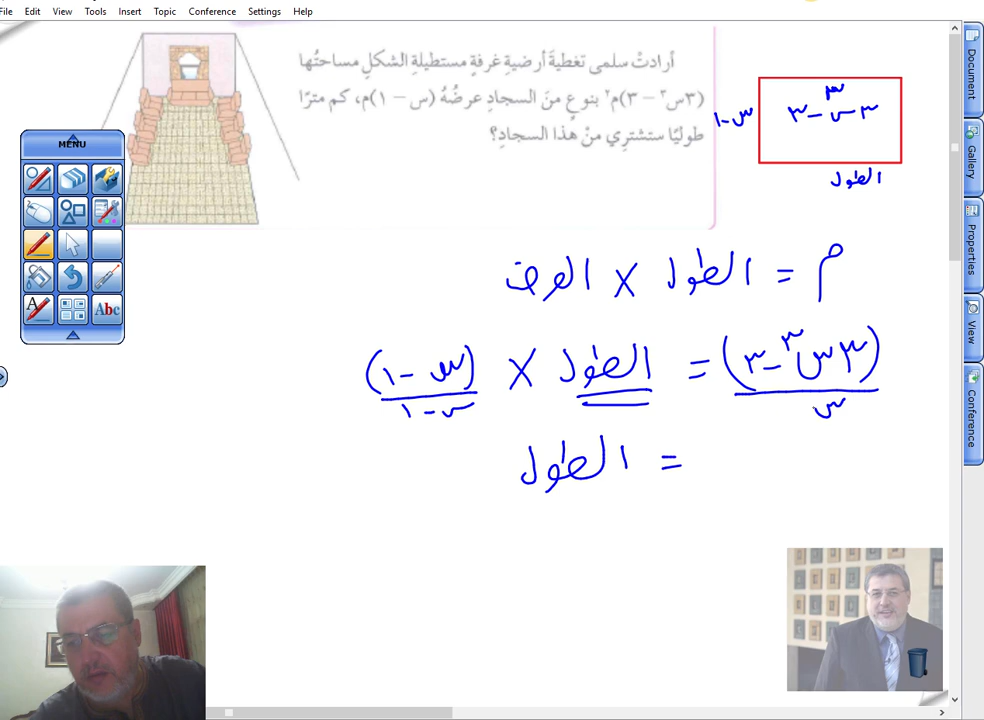 File Edit View Tools Insert Topic Conference Settings Help
أرادتْ سلمى تغطيةَ أرضيةِ غرفةٍ مستطيلةِ الشكلِ مساحتُها
(٣س٣ − ٣)م٢ بنوعٍ منَ السجادِ عرضُهُ (س − ١)م، كم مترًا
طوليًا ستشتري منْ هذا السجادِ؟
٣س٣ − ٣
س − ١
الطول
م = الطول × العرض
(٣س٣ − ٣) = الطول × (س − ١)
س س − ١
= الطول
MENU
Abc
Document
Gallery
Properties
View
Conference